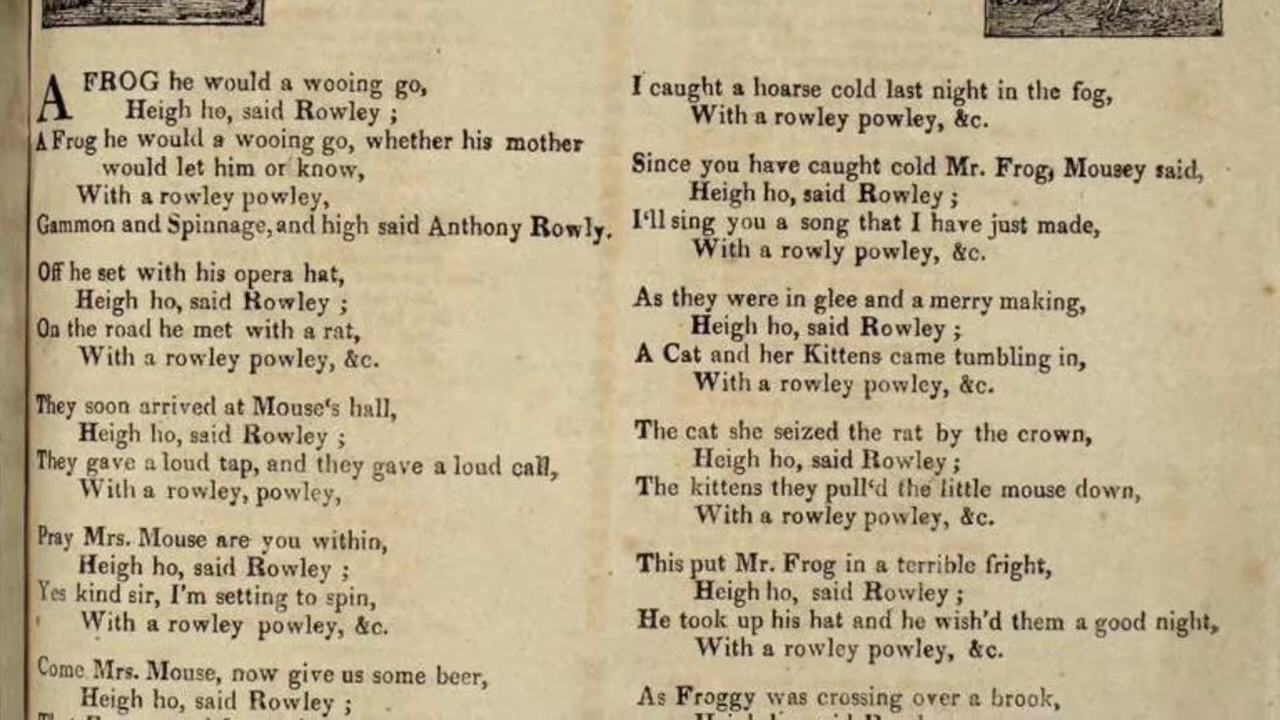 A FROG he would a wooing go,
Heigh ho, said Rowley ;
A Frog he would a wooing go, whether his mother
would let him or know,
With a rowley powley,
Gammon and Spinnage, and high said Anthony Rowly.
Off he set with his opera hat,
Heigh ho, said Rowley ;
On the road he met with a rat,
With a rowley powley, &c.
They soon arrived at Mouse‘s hall,
Heigh ho, said Rowley ;
They gave a loud tap, and they gave a loud call,
With a rowley, powley,
Pray Mrs. Mouse are you within,
Heigh ho, said Rowley ;
Yes kind sir, I'm setting to spin,
With a rowley powley, &c.
Come Mrs. Mouse, now give us some beer,
Heigh ho, said Rowley ;
I caught a hoarse cold last night in the fog,
With a rowley powley, &c.
Since you have caught cold Mr. Frog, Mousey said,
Heigh ho, said Rowley ;
I‘ll sing you a song that I have just made,
With a rowly powley, &c.
As they were in glee and a merry making,
Heigh ho, said Rowley ;
A Cat and her Kittens came tumbling in,
With a rowley powley, &c.
The cat she seized the rat by the crown,
Heigh ho, said Rowley ;
The kittens they pull‘d the little mouse down,
With a rowley powley, &c.
This put Mr. Frog in a terrible fright,
Heigh ho, said Rowley ;
He took up his hat and he wish'd them a good night,
With a rowley powley, &c.
As Froggy was crossing over a brook,